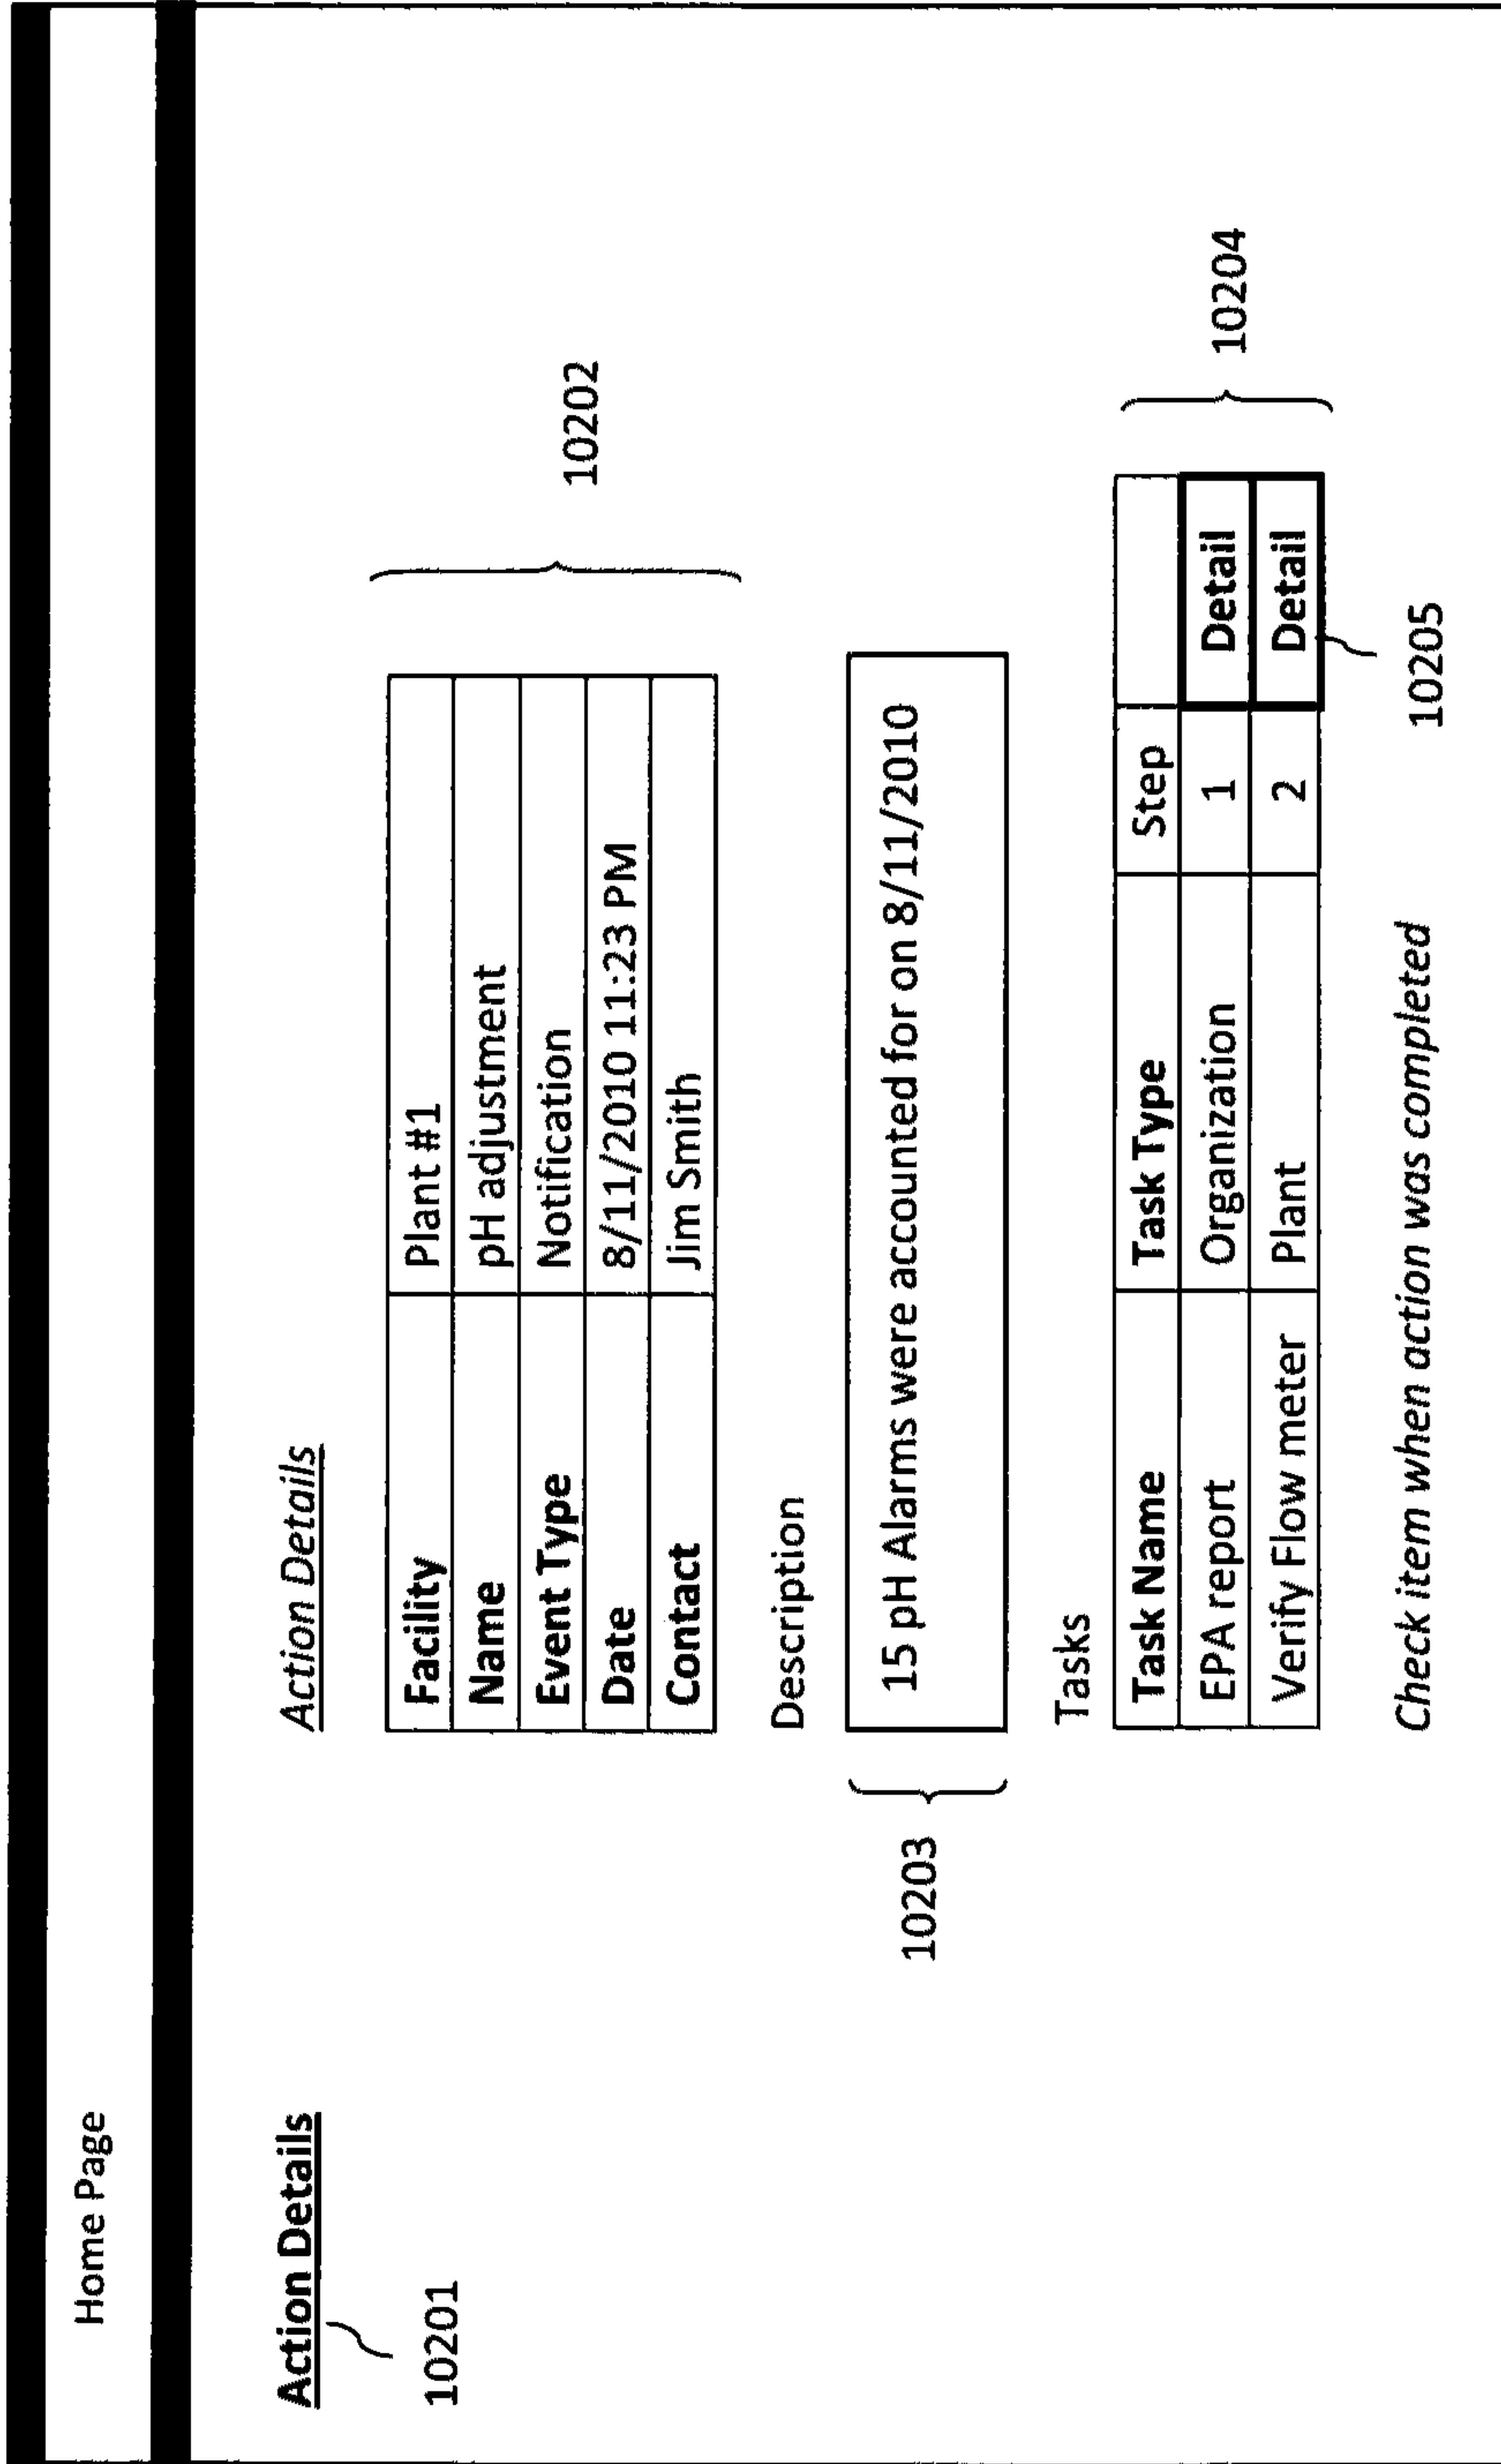 Home Page
Action Details
10201
Action Details
Facility Plant #1
Name pH adjustment
Event Type Notification
Date 8/11/2010 11:23 PM
Contact Jim Smith
10202
Description
15 pH Alarms were accounted for on 8/11/2010
10203
Tasks
Task Name Task Type Step
EPA report Organization 1 Detail
Verify Flow meter Plant 2 Detail
10204
10205
Check item when action was completed